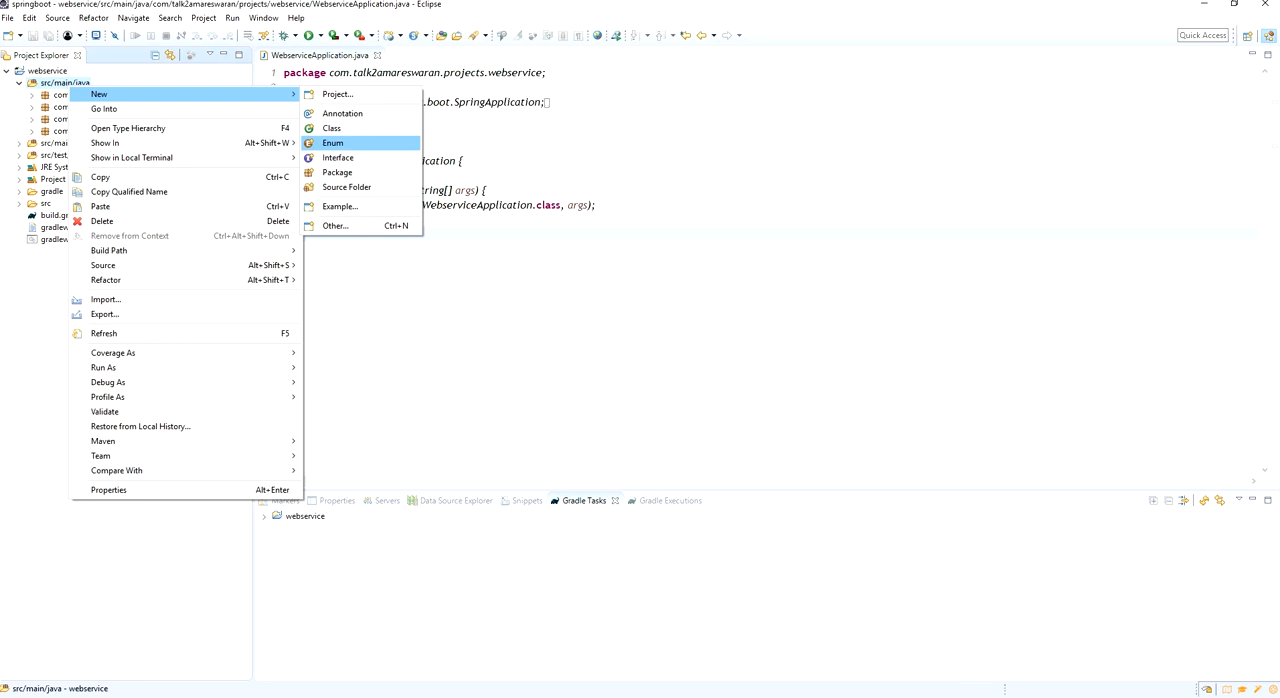 springboot - webservice/src/main/java/com/talk2amareswaran/projects/webservice/WebserviceApplication.java - Eclipse
File Edit Source Refactor Navigate Search Project Run Window Help
Quick Access
Project Explorer
WebserviceApplication.java
webservice
src/main/java
com
com
com
com
src/mai
src/test,
JRE Syst
Project
gradle
src
build.gr
gradlew
gradlew
1 package com.talk2amareswaran.projects.webservice;
.boot.SpringApplication;
ication {
tring[] args) {
WebserviceApplication.class, args);
New
Go Into
Open Type Hierarchy F4
Show In Alt+Shift+W
Show in Local Terminal
Copy Ctrl+C
Copy Qualified Name
Paste Ctrl+V
Delete Delete
Remove from Context Ctrl+Alt+Shift+Down
Build Path
Source Alt+Shift+S
Refactor Alt+Shift+T
Import...
Export...
Refresh F5
Coverage As
Run As
Debug As
Profile As
Validate
Restore from Local History...
Maven
Team
Compare With
Properties Alt+Enter
Project...
Annotation
Class
Enum
Interface
Package
Source Folder
Example...
Other... Ctrl+N
Markers Properties Servers Data Source Explorer Snippets Gradle Tasks Gradle Executions
webservice
src/main/java - webservice